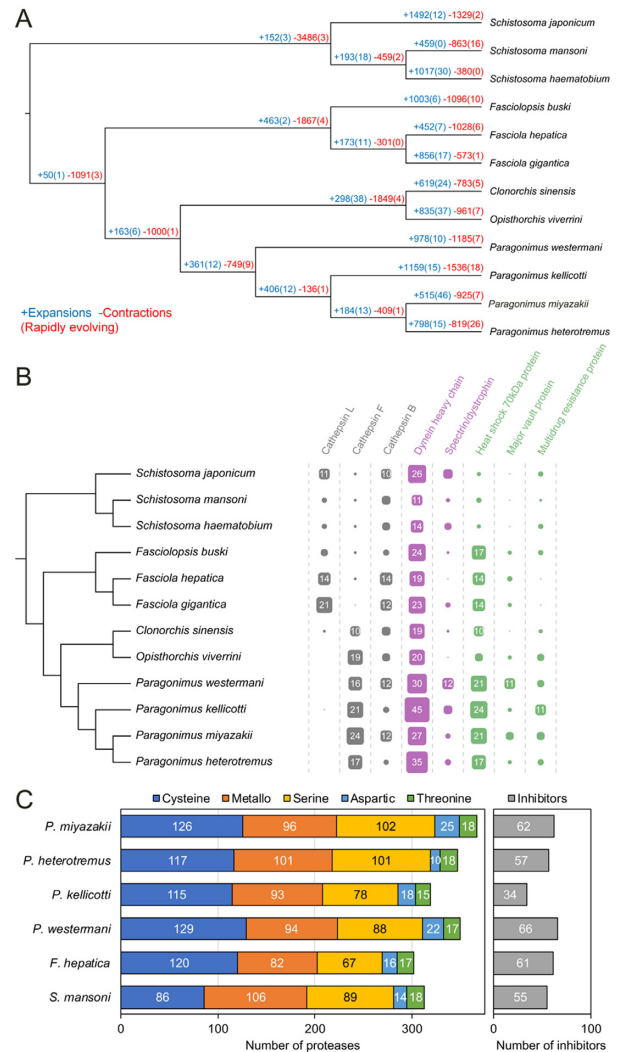 A
+1492(12) -1329(2)
Schistosoma japonicum
+152(3) -3486(3)
+459(0) -863(16)
Schistosoma mansoni
+193(18) -459(2)
+1017(30) -380(0)
Schistosoma haematobium
+1003(6) -1096(10)
Fasciolopsis buski
+463(2) -1867(4)
+452(7) -1028(6)
Fasciola hepatica
+173(11) -301(0)
+856(17) -573(1)
Fasciola gigantica
+50(1) -1091(3)
+619(24) -783(5)
Clonorchis sinensis
+298(38) -1849(4)
+835(37) -961(7)
Opisthorchis viverrini
+163(6) -1000(1)
+978(10) -1185(7)
Paragonimus westermani
+361(12) -749(9)
+1159(15) -1536(18)
Paragonimus kellicotti
+406(12) -136(1)
+515(46) -925(7)
Paragonimus miyazakii
+184(13) -409(1)
+798(15) -819(26)
Paragonimus heterotremus
+Expansions -Contractions
(Rapidly evolving)
B
Cathepsin L
Cathepsin F
Cathepsin B
Dynein heavy chain
Spectrin/dystrophin
Heat shock 70kDa protein
Major vault protein
Multidrug resistance protein
Schistosoma japonicum 11 10 26
Schistosoma mansoni 11
Schistosoma haematobium 14
Fasciolopsis buski 24 17
Fasciola hepatica 14 14 19 14
Fasciola gigantica 21 12 23 14
Clonorchis sinensis 10 19 10
Opisthorchis viverrini 19 20
Paragonimus westermani 16 12 30 12 21 11
Paragonimus kellicotti 21 45 24 11
Paragonimus miyazakii 24 12 27 21
Paragonimus heterotremus 17 35 17
C
Cysteine Metallo Serine Aspartic Threonine Inhibitors
P. miyazakii 126 96 102 25 18 62
P. heterotremus 117 101 101 10 18 57
P. kellicotti 115 93 78 18 15 34
P. westermani 129 94 88 22 17 66
F. hepatica 120 82 67 16 17 61
S. mansoni 86 106 89 14 18 55
0 100 200 300 0 100
Number of proteases Number of inhibitors